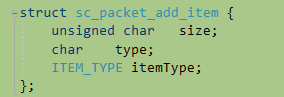 struct sc_packet_add_item {
unsigned char size;
char type;
ITEM_TYPE itemType;
};